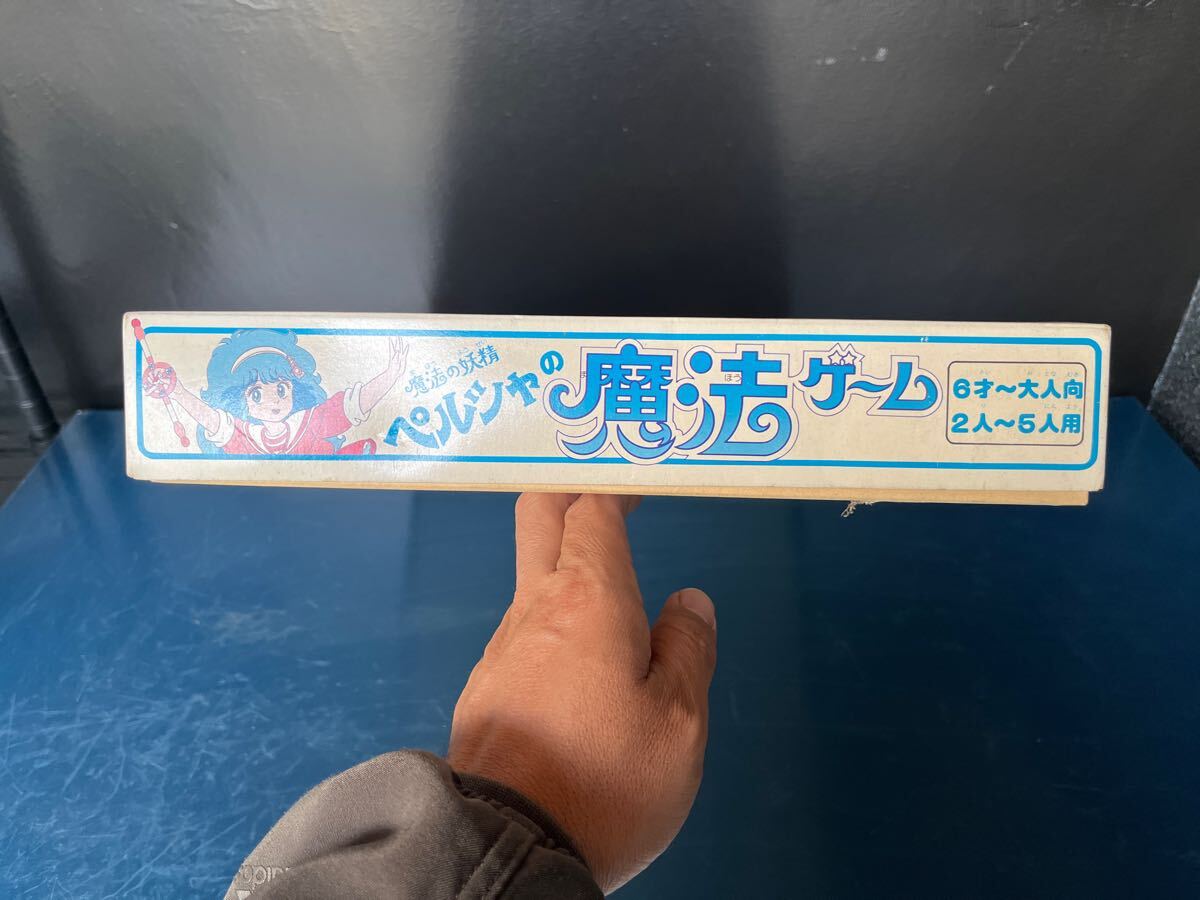 魔法の妖精
ペルシャの
魔法ゲーム
6才〜大人向
2人〜5人用